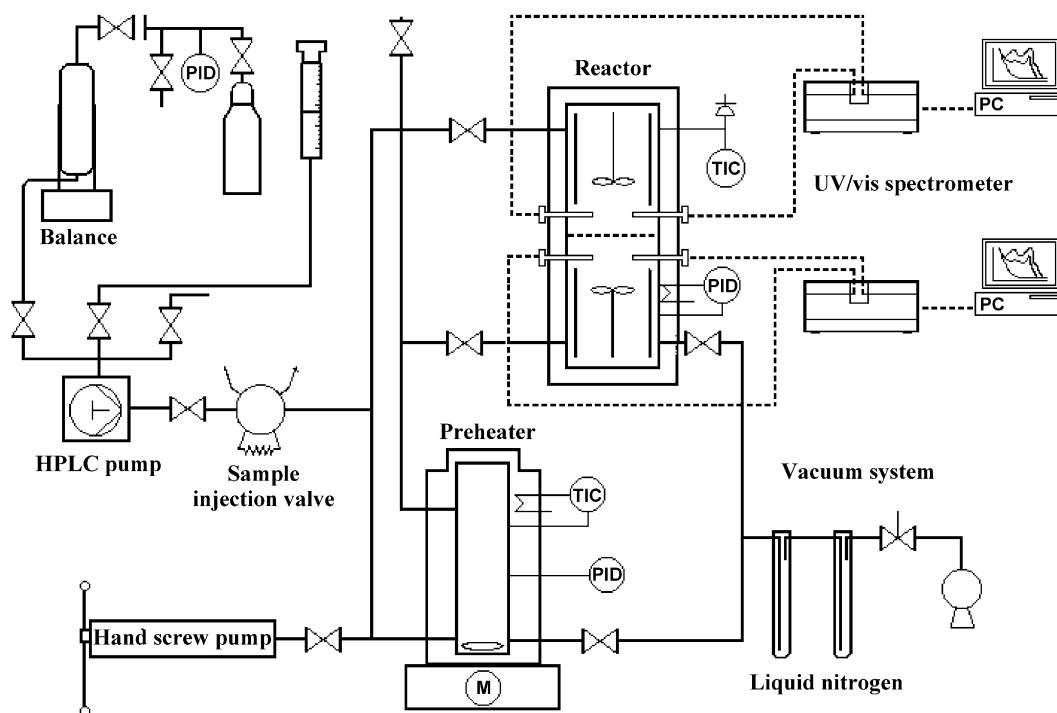 PID
Balance
HPLC pump
Sample
injection valve
Hand screw pump
Reactor
TIC
PID
Preheater
TIC
PID
M
PC
UV/vis spectrometer
PC
Vacuum system
Liquid nitrogen